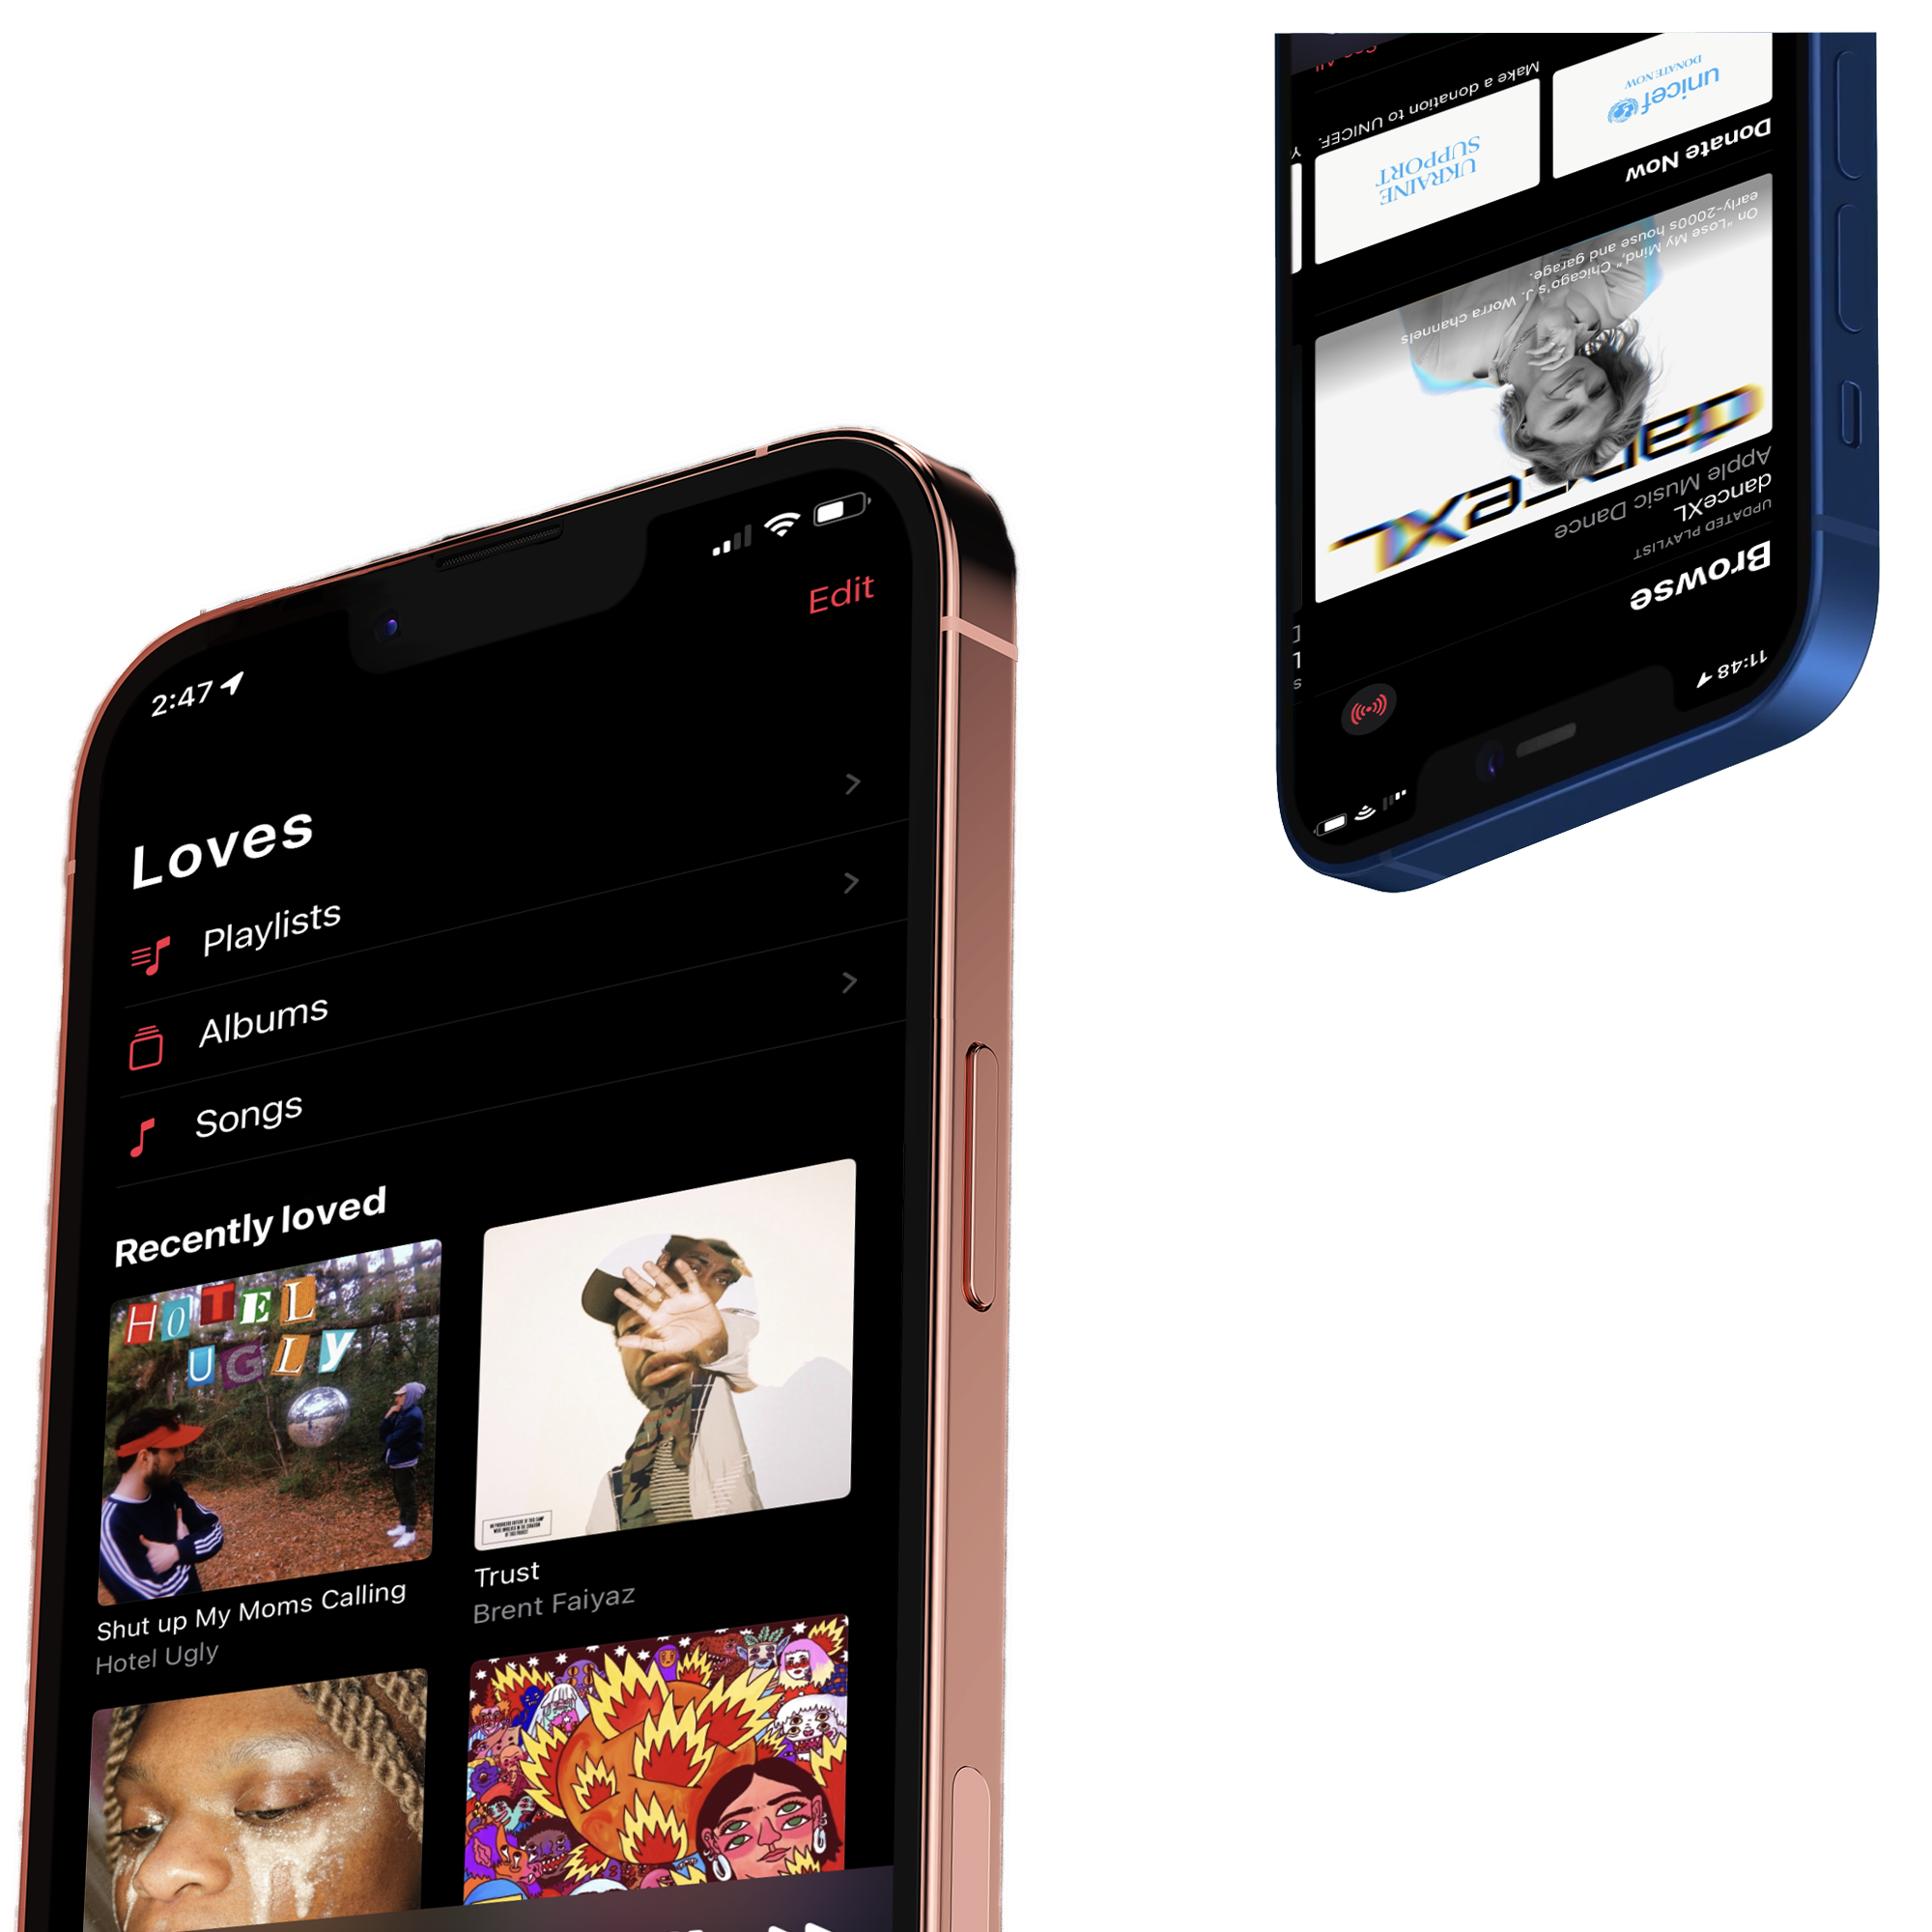 2:47
Edit
Loves
Playlists
Albums
Songs
Recently loved
HOTEL
UGLy
Shut up My Moms Calling
Hotel Ugly
Trust
Brent Faiyaz
11:48
Browse
UPDATED PLAYLIST
danceXL
Apple Music Dance
danceXL
On "Lose My Mind," Chicago's J. Worra channels
early-2000s house and garage.
Donate Now
unicef
DONATE NOW
UKRAINE
SUPPORT
Make a donation to UNICEF.
See All